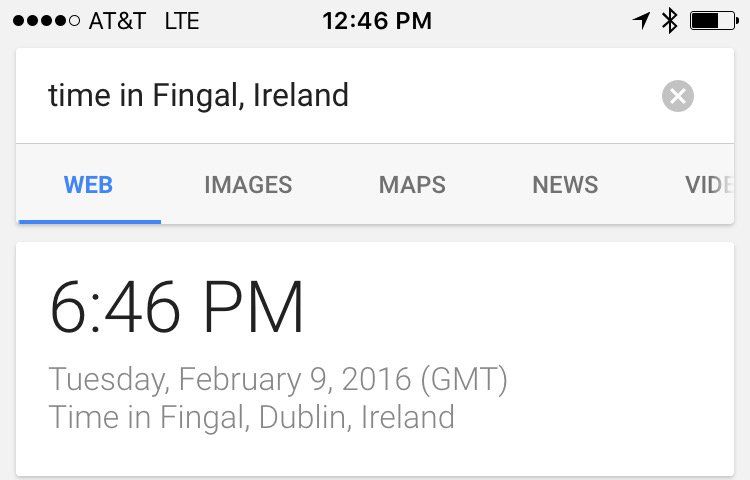 AT&T LTE 12:46 PM
time in Fingal, Ireland
WEB IMAGES MAPS NEWS VIDE
6:46 PM
Tuesday, February 9, 2016 (GMT)
Time in Fingal, Dublin, Ireland